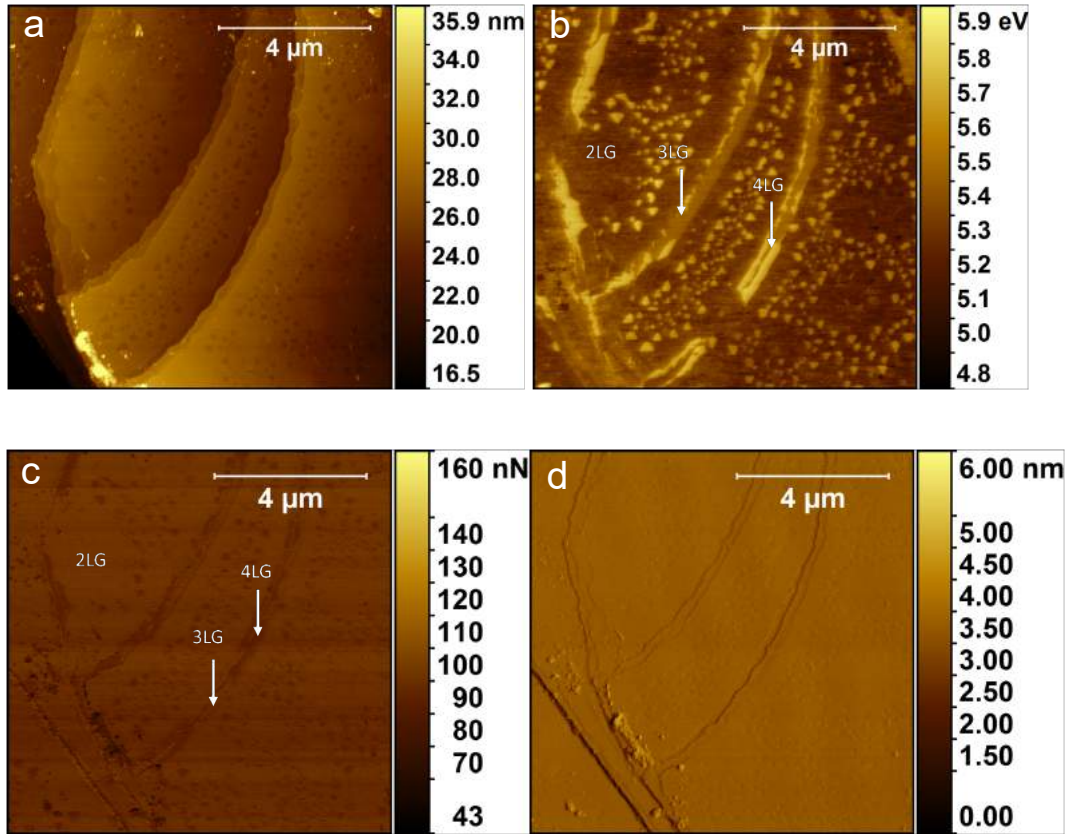 a
4 µm
35.9 nm
34.0
32.0
30.0
28.0
26.0
24.0
22.0
20.0
16.5
b
4 µm
2LG
3LG
4LG
5.9 eV
5.8
5.7
5.6
5.5
5.4
5.3
5.2
5.1
5.0
4.8
c
4 µm
2LG
4LG
3LG
160 nN
140
130
120
110
100
90
80
70
43
d
4 µm
6.00 nm
5.00
4.50
4.00
3.50
3.00
2.50
2.00
1.50
0.00